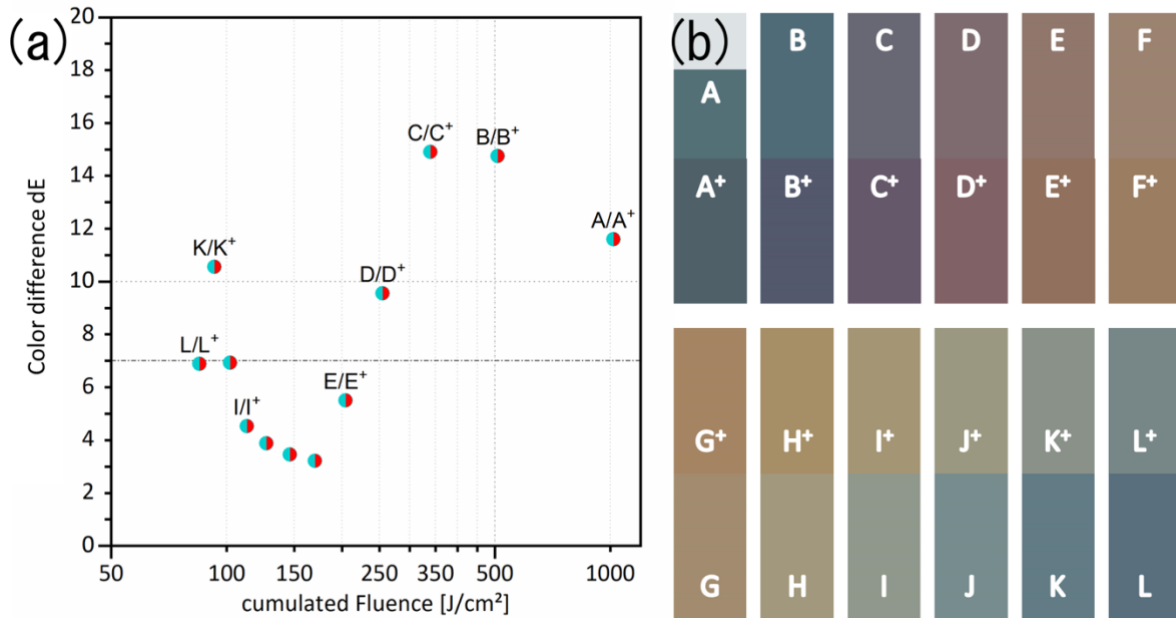 (a)
20
18
16
14
12
10
8
6
4
2
0
Color difference dE
C/C⁺
B/B⁺
A/A⁺
K/K⁺
D/D⁺
L/L⁺
E/E⁺
I/I⁺
50 100 150 250 350 500 1000
cumulated Fluence [J/cm²]
(b)
B C D E F
A
A⁺ B⁺ C⁺ D⁺ E⁺ F⁺
G⁺ H⁺ I⁺ J⁺ K⁺ L⁺
G H I J K L